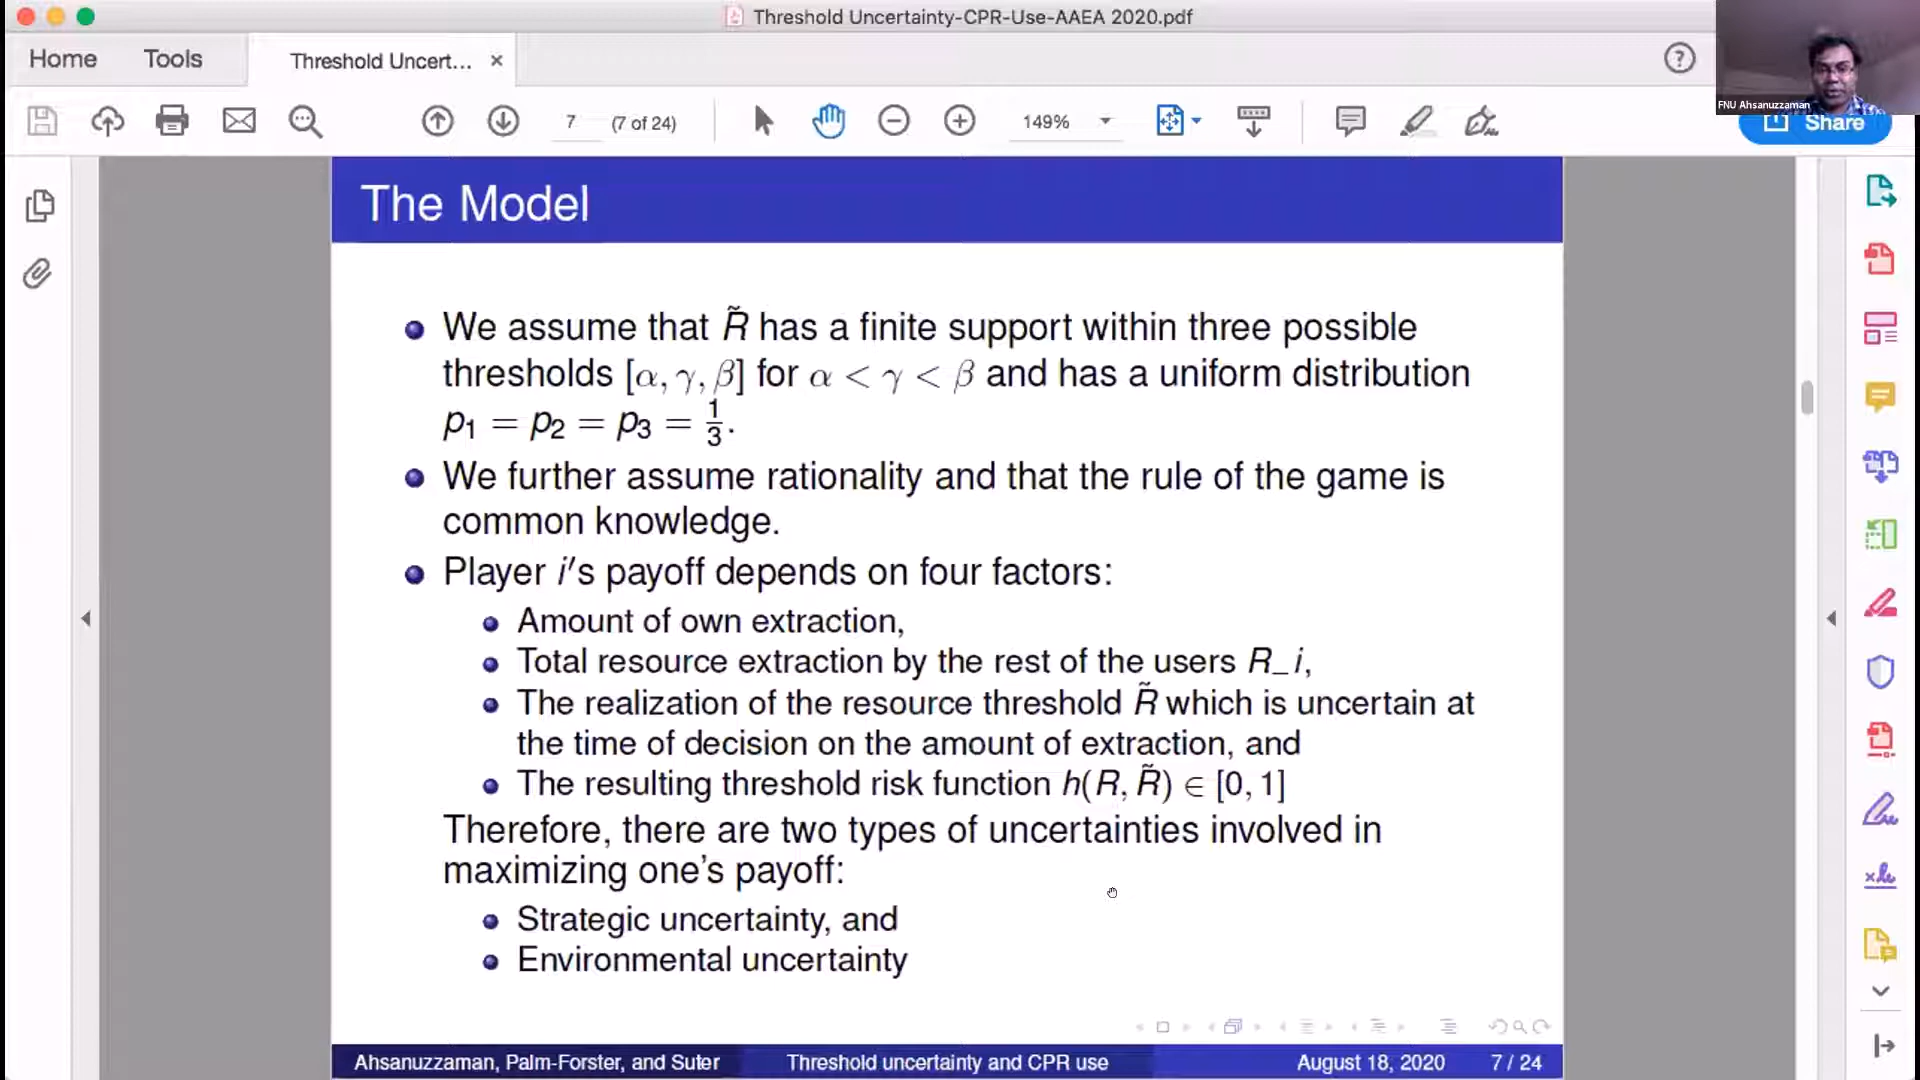 Threshold Uncertainty-CPR-Use-AAEA 2020.pdf
Home
Tools
Threshold Uncert...
7
(7 of 24)
149%
Share
FNU Ahsanuzzaman
The Model
We assume that R̃ has a finite support within three possible
thresholds [α, γ, β] for α < γ < β and has a uniform distribution
p₁ = p₂ = p₃ = 1/3.
We further assume rationality and that the rule of the game is
common knowledge.
Player i′s payoff depends on four factors:
Amount of own extraction,
Total resource extraction by the rest of the users R_i,
The realization of the resource threshold R̃ which is uncertain at
the time of decision on the amount of extraction, and
The resulting threshold risk function h(R, R̃) ∈ [0, 1]
Therefore, there are two types of uncertainties involved in
maximizing one's payoff:
Strategic uncertainty, and
Environmental uncertainty
Ahsanuzzaman, Palm-Forster, and Suter
Threshold uncertainty and CPR use
August 18, 2020
7 / 24